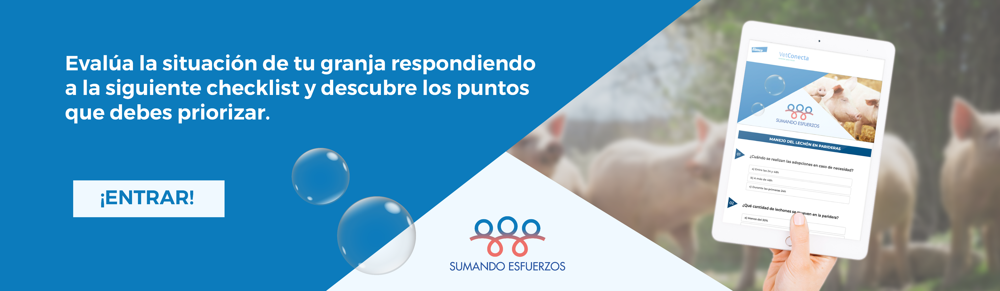 Evalúa la situación de tu granja respondiendo
a la siguiente checklist y descubre los puntos
que debes priorizar.
¡ENTRAR!
SUMANDO ESFUERZOS
Elanco
VetConecta
SUMANDO ESFUERZOS
MANEJO DEL LECHÓN EN PARIDERAS
01
¿Cuándo se realizan las adopciones en caso de necesidad?
a) Entre las 24 y 48h
b) A más de 48h
c) Durante las primeras 24h
02
¿Qué cantidad de lechones se mueven en la paridera?
a) Menos del 30%